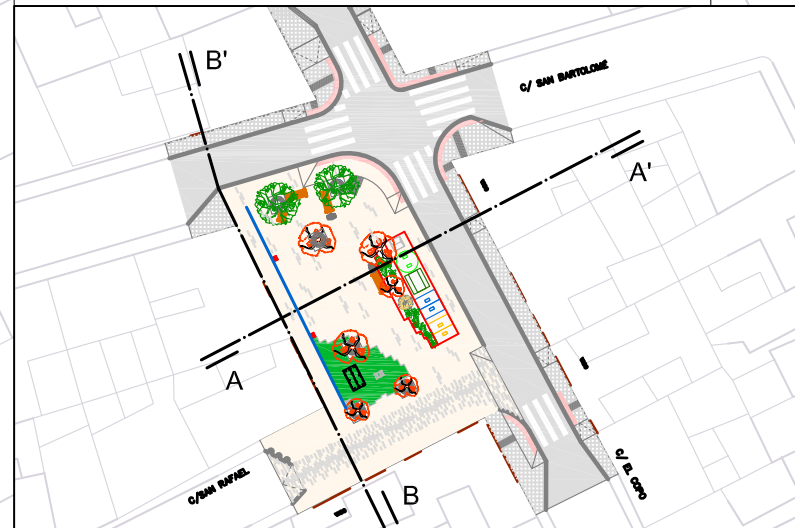 B'
C/ SAN BARTOLOMÉ
A'
A
C/SAN RAFAEL
B
C/ EL COPO